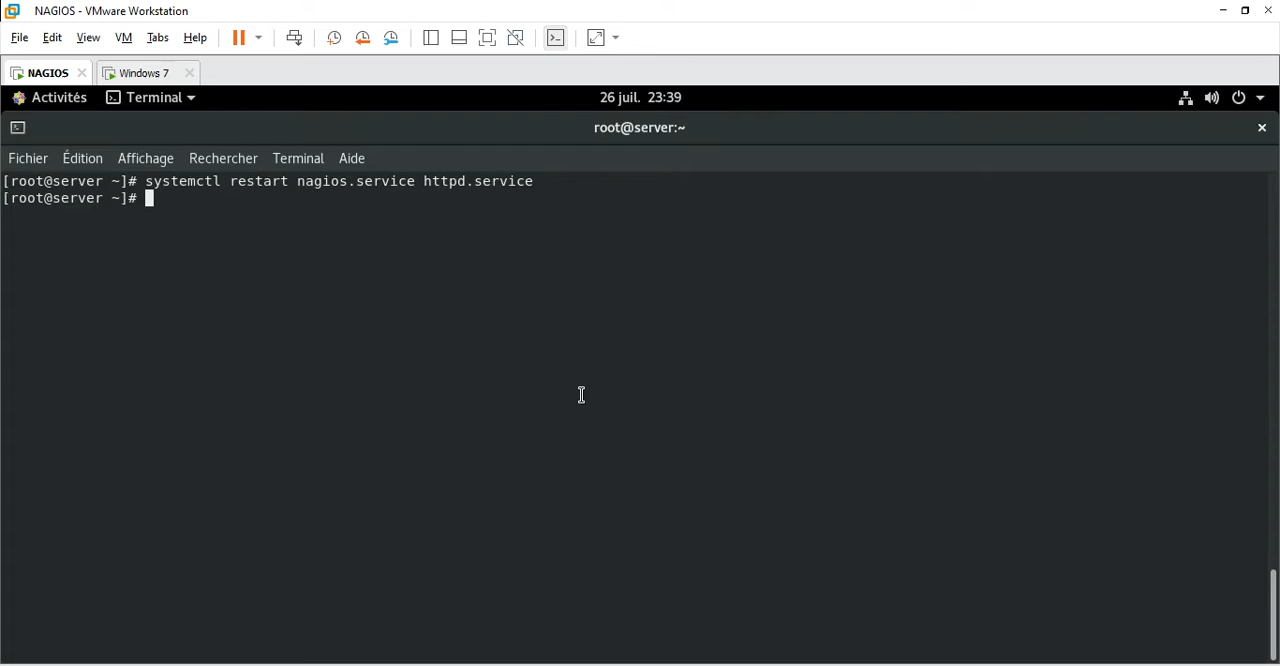 NAGIOS - VMware Workstation
File Edit View VM Tabs Help
NAGIOS Windows 7
Activités Terminal 26 juil. 23:39
root@server:~
Fichier Édition Affichage Rechercher Terminal Aide
[root@server ~]# systemctl restart nagios.service httpd.service
[root@server ~]#